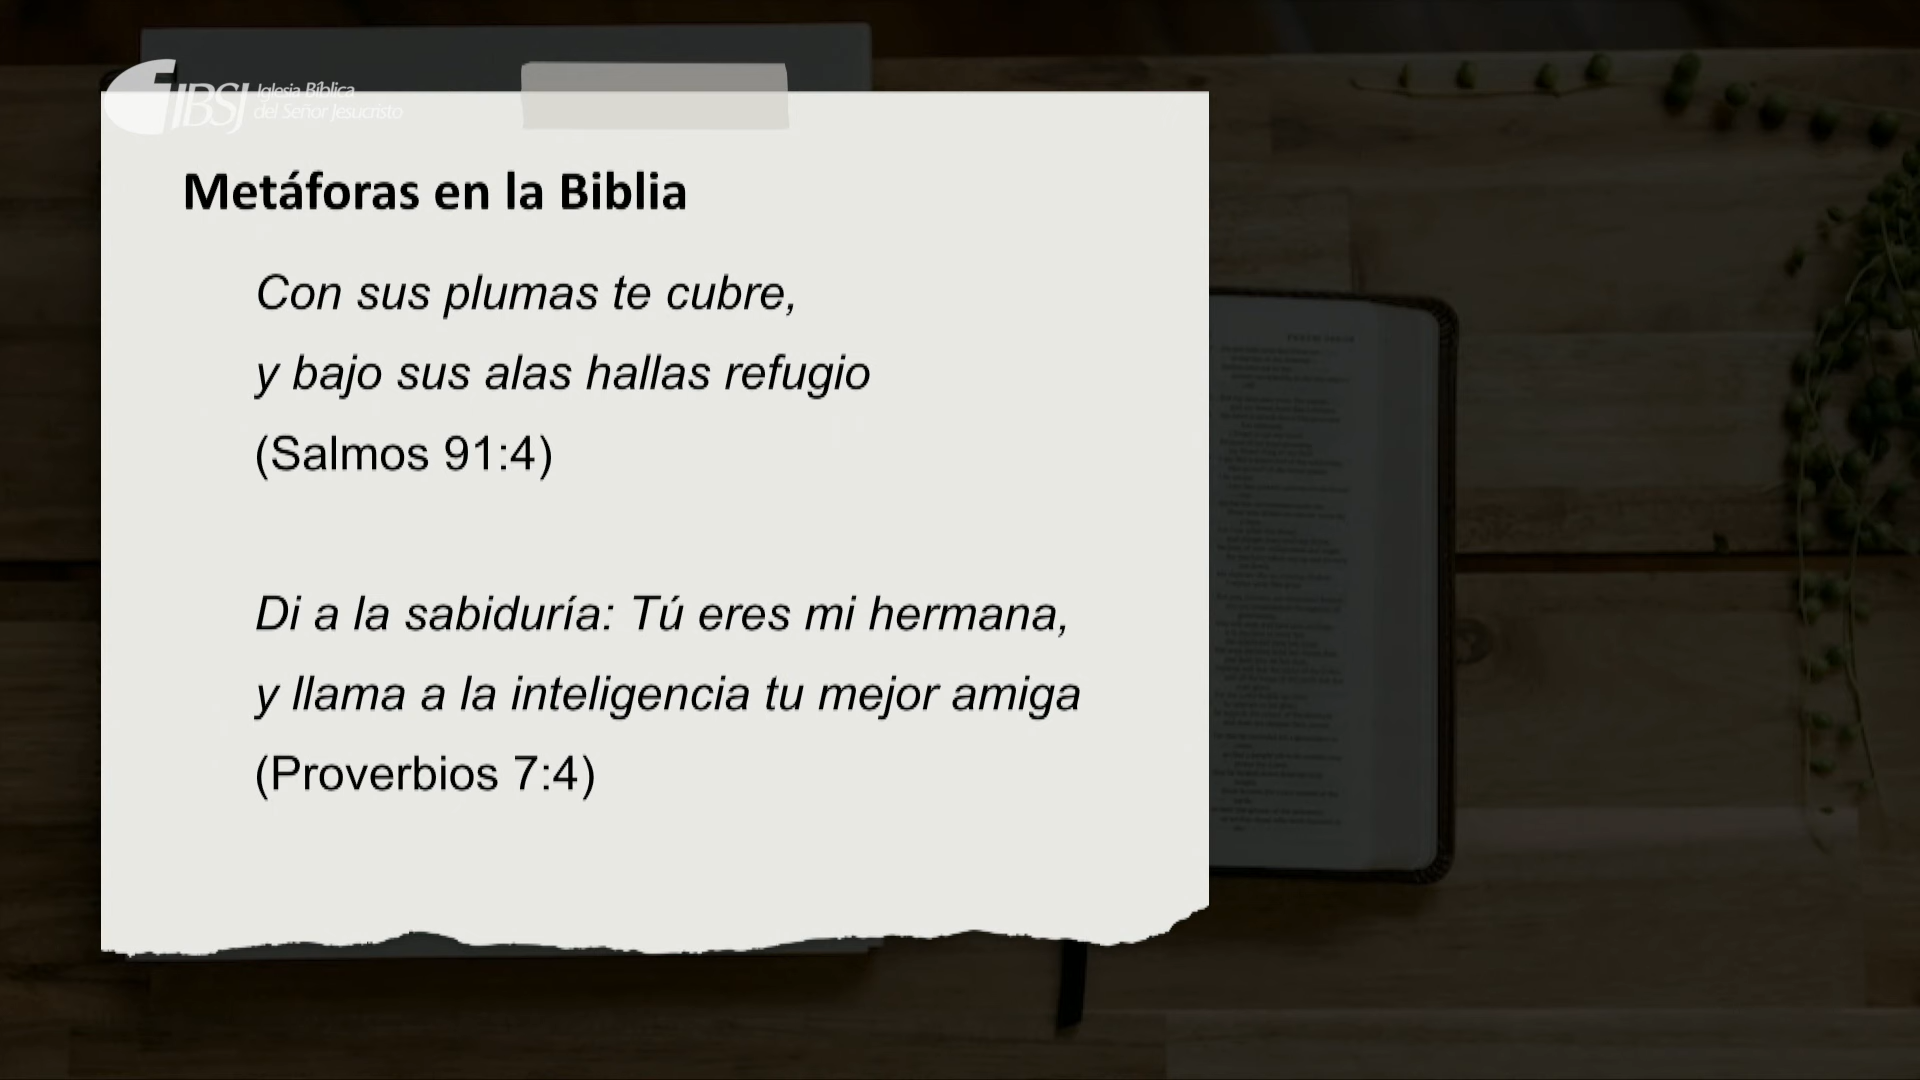 IBSJ Iglesia Bíblica
del Señor Jesucristo
Metáforas en la Biblia
Con sus plumas te cubre,
y bajo sus alas hallas refugio
(Salmos 91:4)
Di a la sabiduría: Tú eres mi hermana,
y llama a la inteligencia tu mejor amiga
(Proverbios 7:4)